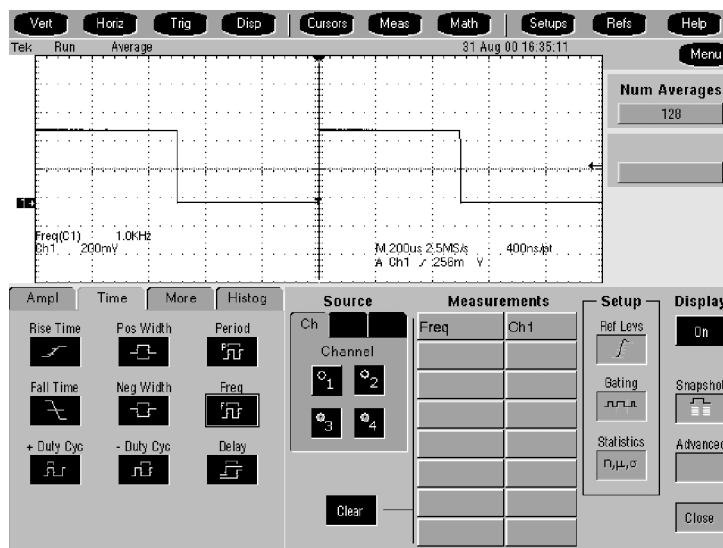 Vert Horiz Trig Disp Cursors Meas Math Setups Refs Help
Tek Run Average 31 Aug 00 16:35:11
Menu
Num Averages
128
1
Freq(C1) 1.0KHz
Ch1 200mV M 200us 2.5MS/s 400ns/pt
A Ch1 256m V
Ampl Time More Histog
Rise Time Pos Width Period
Fall Time Neg Width Freq
+ Duty Cyc - Duty Cyc Delay
Source
Ch
Channel
1 2
3 4
Clear
Measurements
Freq Ch1
Setup
Ref Levs
Gating
Statistics
n,μ,σ
Display
On
Snapshot
Advanced
Close